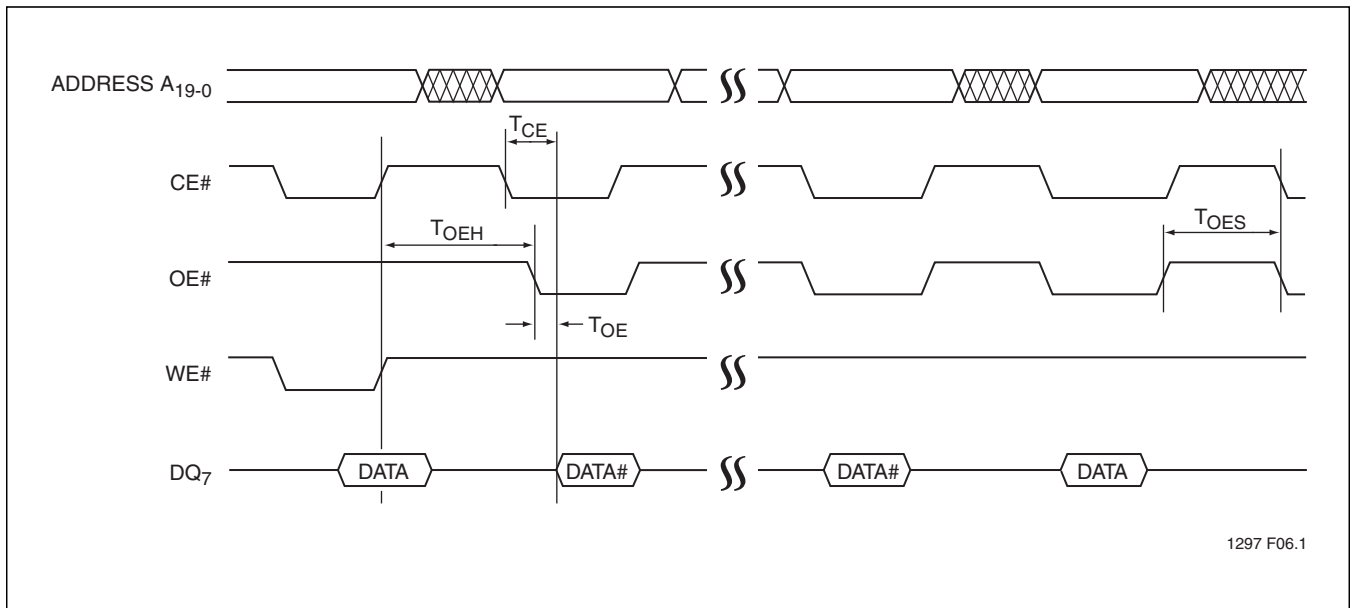 ADDRESS A19-0
TCE
CE#
TOEH
TOES
OE#
TOE
WE#
DQ7
DATA
DATA#
DATA#
DATA
1297 F06.1